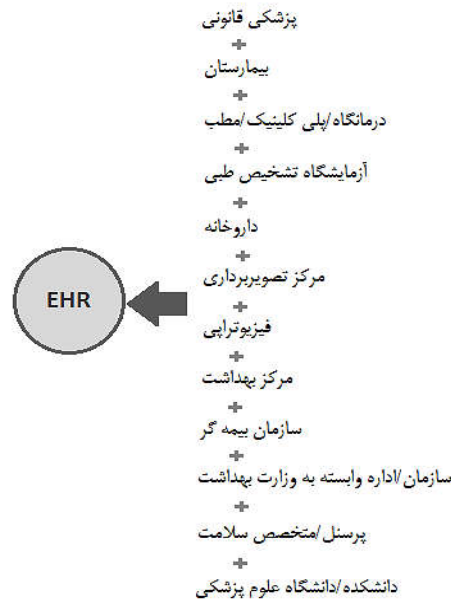 پزشکی قانونی
+
بیمارستان
+
درمانگاه/پلی کلینیک/مطب
+
آزمایشگاه تشخیص طبی
+
داروخانه
+
مرکز تصویربرداری
+
EHR
فیزیوتراپی
+
مرکز بهداشت
+
سازمان بیمه گر
+
سازمان/اداره وابسته به وزارت بهداشت
+
پرسنل/متخصص سلامت
+
دانشکده/دانشگاه علوم پزشکی